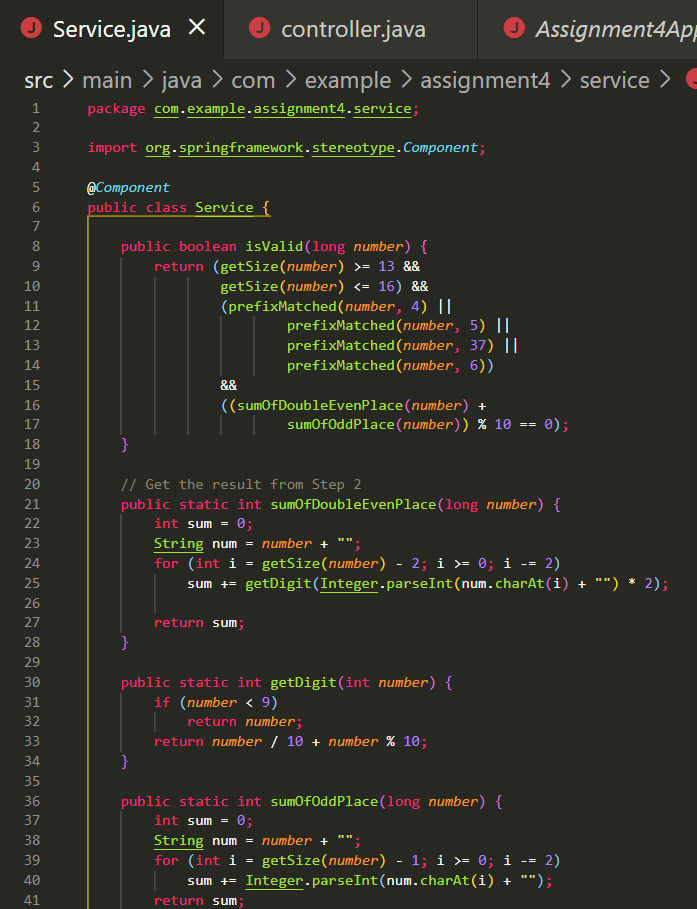 Service.java
controller.java
Assignment4App
src > main > java > com > example > assignment4 > service >
1 package com.example.assignment4.service;
2
3 import org.springframework.stereotype.Component;
4
5 @Component
6 public class Service {
7
8 public boolean isValid(long number) {
9 return (getSize(number) >= 13 &&
10 getSize(number) <= 16) &&
11 (prefixMatched(number, 4) ||
12 prefixMatched(number, 5) ||
13 prefixMatched(number, 37) ||
14 prefixMatched(number, 6))
15 &&
16 ((sumOfDoubleEvenPlace(number) +
17 sumOfOddPlace(number)) % 10 == 0);
18 }
19
20 // Get the result from Step 2
21 public static int sumOfDoubleEvenPlace(long number) {
22 int sum = 0;
23 String num = number + "";
24 for (int i = getSize(number) - 2; i >= 0; i -= 2)
25 sum += getDigit(Integer.parseInt(num.charAt(i) + "") * 2);
26
27 return sum;
28 }
29
30 public static int getDigit(int number) {
31 if (number < 9)
32 return number;
33 return number / 10 + number % 10;
34 }
35
36 public static int sumOfOddPlace(long number) {
37 int sum = 0;
38 String num = number + "";
39 for (int i = getSize(number) - 1; i >= 0; i -= 2)
40 sum += Integer.parseInt(num.charAt(i) + "");
41 return sum;